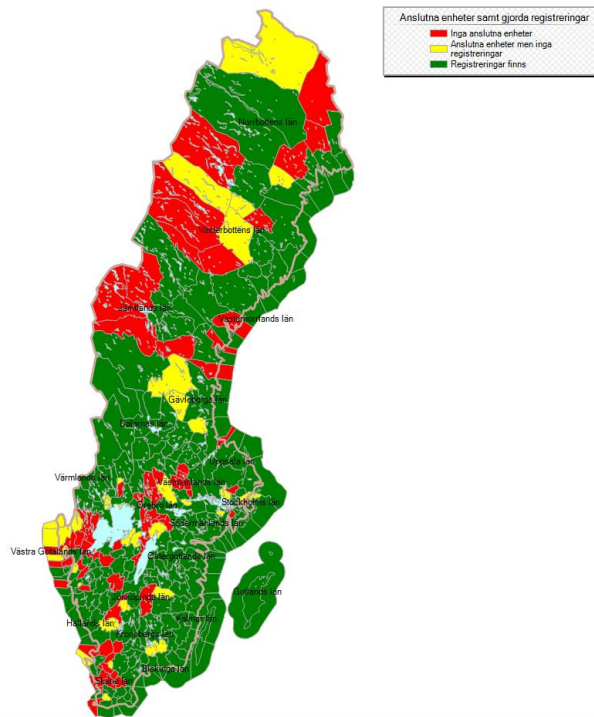 Anslutna enheter samt gjorda registreringar
Inga anslutna enheter
Anslutna enheter men inga
registreringar
Registreringar finns
Norrbottens län
Västerbottens län
Jämtlands län
Västernorrlands län
Gävleborgs län
Dalarnas län
Uppsala län
Värmlands län
Västmanlands län
Stockholms län
Örebro län
Södermanlands län
Västra Götalands län
Östergötlands län
Jönköpings län
Gotlands län
Hallands län
Kalmar län
Kronobergs län
Blekinge län
Skåne län